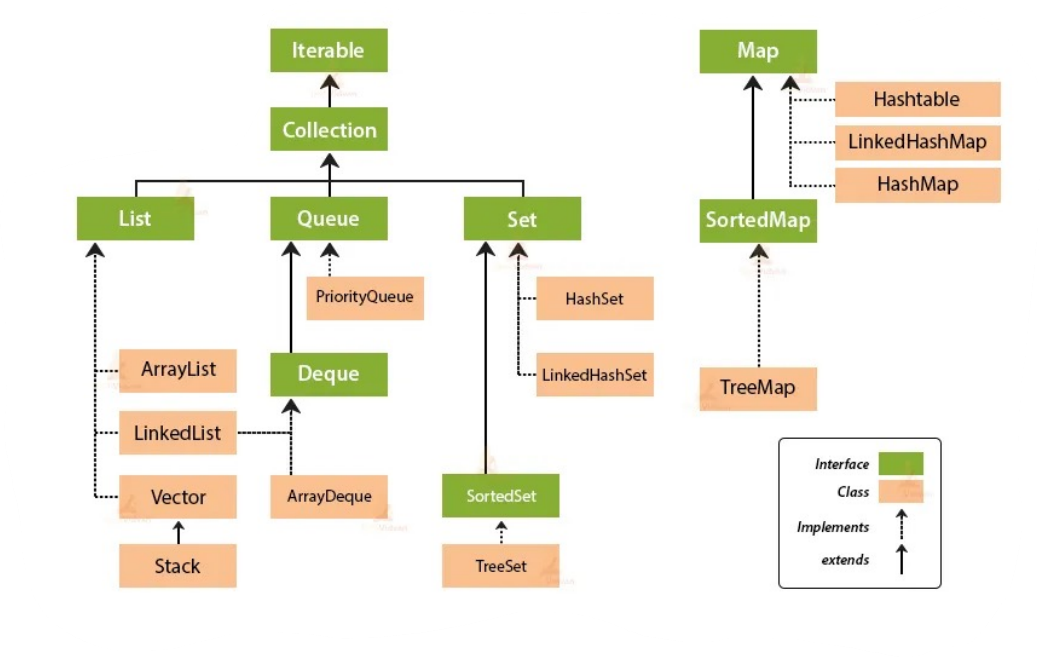 Iterable
Map
Hashtable
Collection
LinkedHashMap
HashMap
List
Queue
Set
SortedMap
PriorityQueue
HashSet
ArrayList
Deque
LinkedHashSet
TreeMap
LinkedList
Interface
Class
Vector
ArrayDeque
SortedSet
Implements
extends
Stack
TreeSet